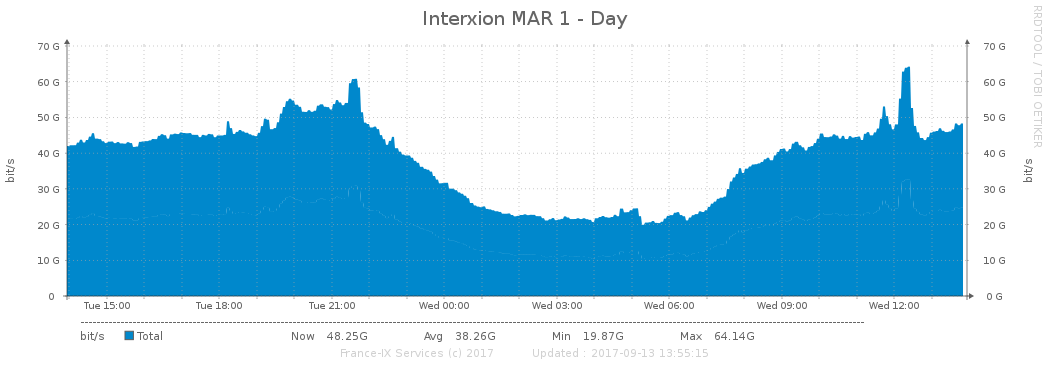 Interxion MAR 1 - Day
RRDTOOL / TOBI OETIKER
bit/s
bit/s
70 G 70 G
60 G 60 G
50 G 50 G
40 G 40 G
30 G 30 G
20 G 20 G
10 G 10 G
0 0 G
Tue 15:00 Tue 18:00 Tue 21:00 Wed 00:00 Wed 03:00 Wed 06:00 Wed 09:00 Wed 12:00
bit/s Total Now 48.25G Avg 38.26G Min 19.87G Max 64.14G
France-IX Services (c) 2017 Updated : 2017-09-13 13:55:15